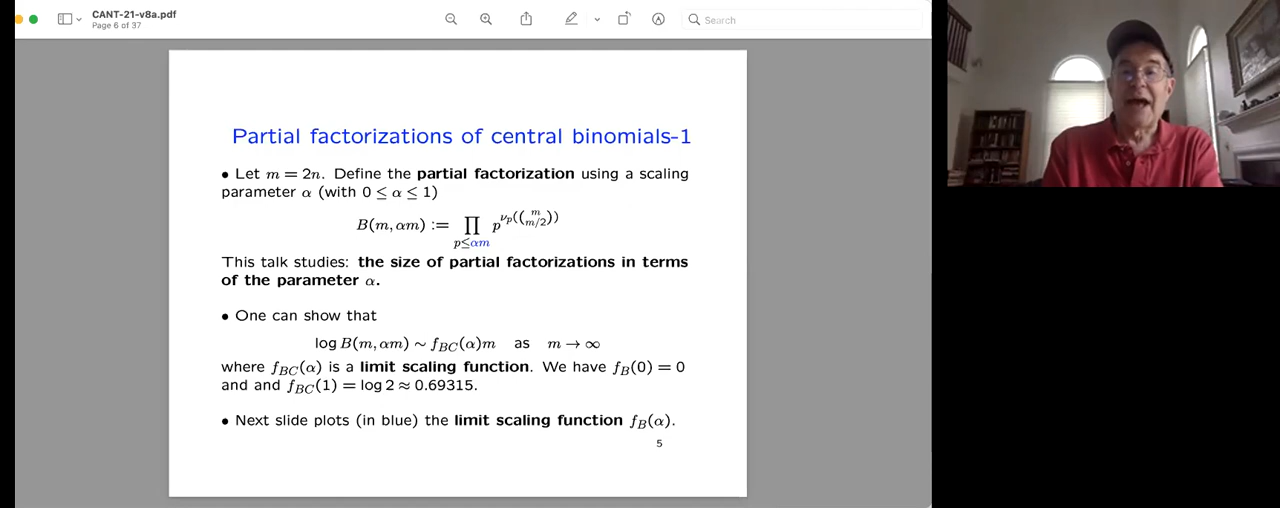 CANT-21-v8a.pdf
Page 6 of 37
Search
Partial factorizations of central binomials-1
• Let m = 2n. Define the partial factorization using a scaling
parameter α (with 0 ≤ α ≤ 1)
B(m, αm) := ∏ p^{ν_p(\binom{m}{m/2})}
p≤αm
This talk studies: the size of partial factorizations in terms
of the parameter α.
• One can show that
log B(m, αm) ∼ f_{BC}(α)m as m → ∞
where f_{BC}(α) is a limit scaling function. We have f_B(0) = 0
and and f_{BC}(1) = log 2 ≈ 0.69315.
• Next slide plots (in blue) the limit scaling function f_B(α).
5